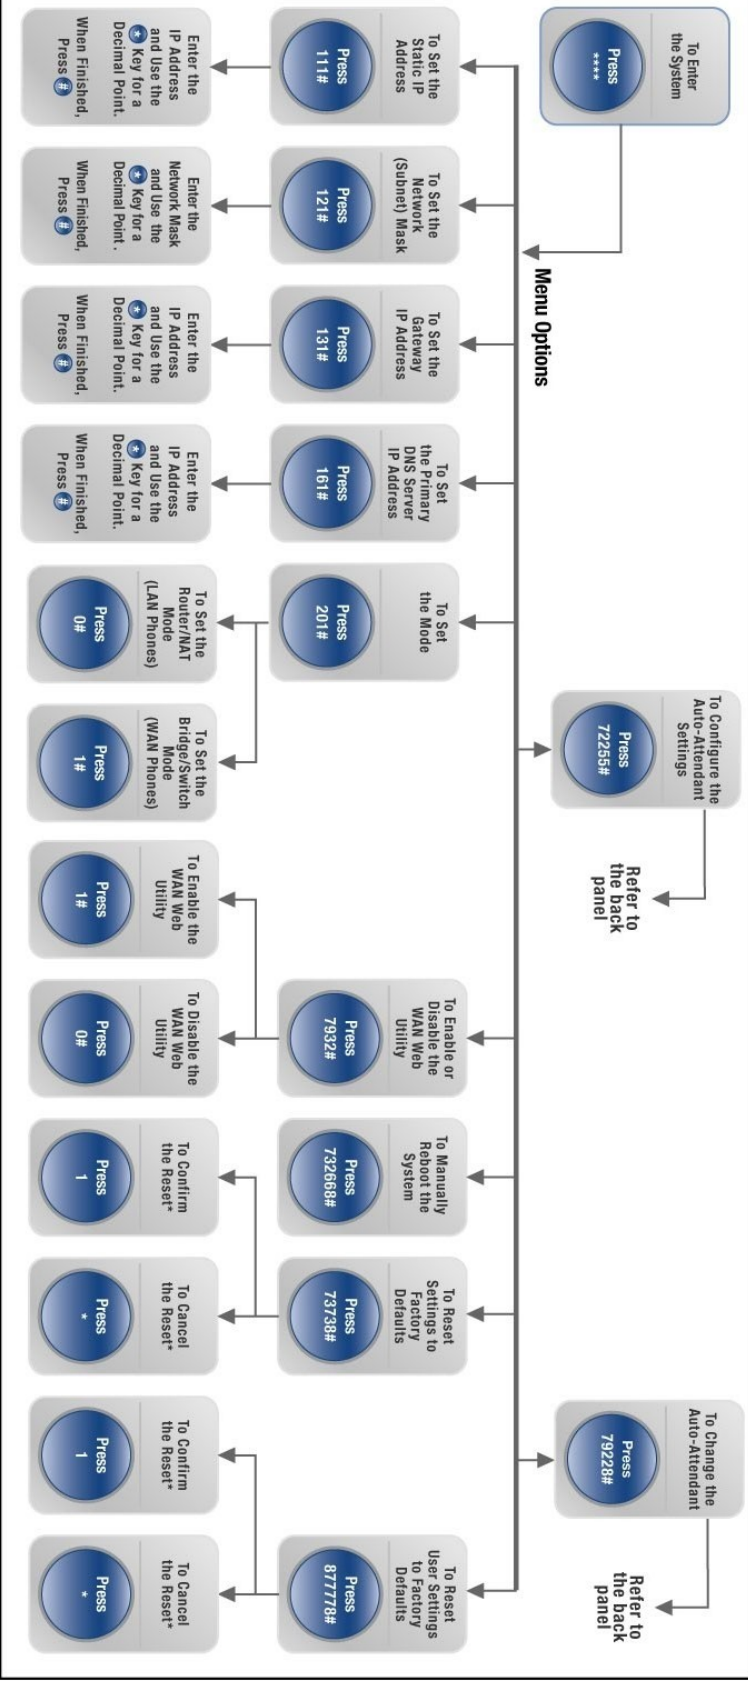 To Enter
the System
Press
****
Menu Options
To Configure the
Auto-Attendant
Settings
Press
72255#
Refer to
the back
panel
To Change the
Auto-Attendant
Press
79228#
Refer to
the back
panel
To Set the
Static IP
Address
Press
111#
To Set the
Network
(Subnet) Mask
Press
121#
To Set the
Gateway
IP Address
Press
131#
To Set
the Primary
DNS Server
IP Address
Press
161#
To Set
the Mode
Press
201#
To Enable or
Disable the
WAN Web
Utility
Press
7932#
To Manually
Reboot the
System
Press
732668#
To Reset
Settings to
Factory
Defaults
Press
73738#
To Reset
User Settings
to Factory
Defaults
Press
877778#
Enter the
IP Address
and Use the
* Key for a
Decimal Point.
When Finished,
Press #
Enter the
Network Mask
and Use the
* Key for a
Decimal Point.
When Finished,
Press #
Enter the
IP Address
and Use the
* Key for a
Decimal Point.
When Finished,
Press #
Enter the
IP Address
and Use the
* Key for a
Decimal Point.
When Finished,
Press #
To Set the
Router/NAT
Mode
(LAN Phones)
Press
0#
To Set the
Bridge/Switch
Mode
(WAN Phones)
Press
1#
To Enable the
WAN Web
Utility
Press
1#
To Disable the
WAN Web
Utility
Press
0#
To Confirm
the Reset*
Press
1
To Cancel
the Reset*
Press
*
To Confirm
the Reset*
Press
1
To Cancel
the Reset*
Press
*